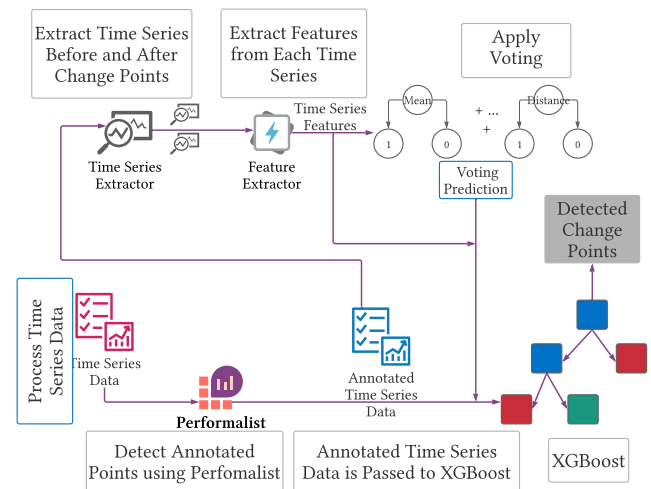 Extract Time Series
Before and After
Change Points
Extract Features
from Each Time
Series
Apply
Voting
Time Series
Features
Mean
Distance
+ ...
+
1
0
1
0
Time Series
Extractor
Feature
Extractor
Voting
Prediction
Detected
Change
Points
Process Time
Series Data
Time Series
Data
Annotated
Time Series
Data
Performalist
Detect Annotated
Points using Perfomalist
Annotated Time Series
Data is Passed to XGBoost
XGBoost